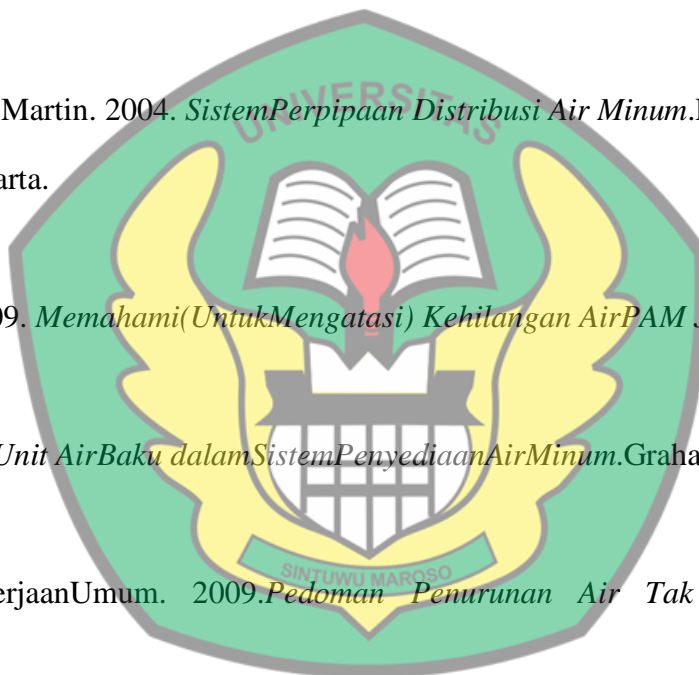 UNIVERSITAS
Martin. 2004. SistemPerpipaan Distribusi Air Minum.
arta.
09. Memahami(UntukMengatasi) Kehilangan AirPAM
Unit AirBaku dalamSistemPenyediaanAirMinum.Graha
SINTUWU MAROSO
erjaanUmum. 2009.Pedoman Penurunan Air Tak